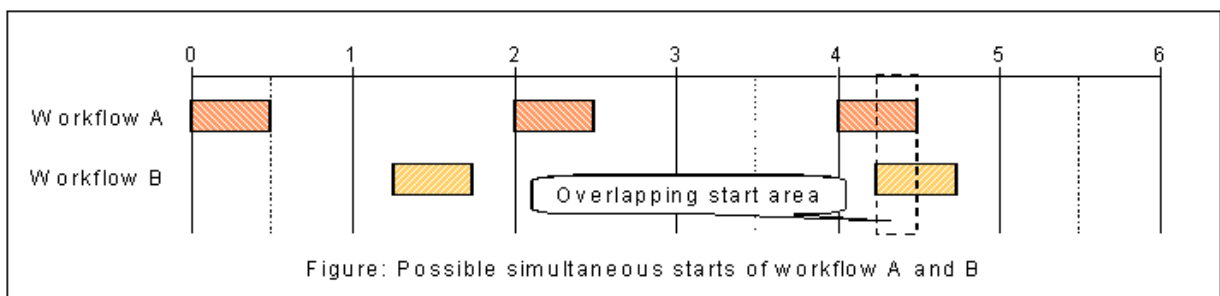 0 1 2 3 4 5 6
Workflow A
Workflow B
Overlapping start area
Figure: Possible simultaneous starts of workflow A and B